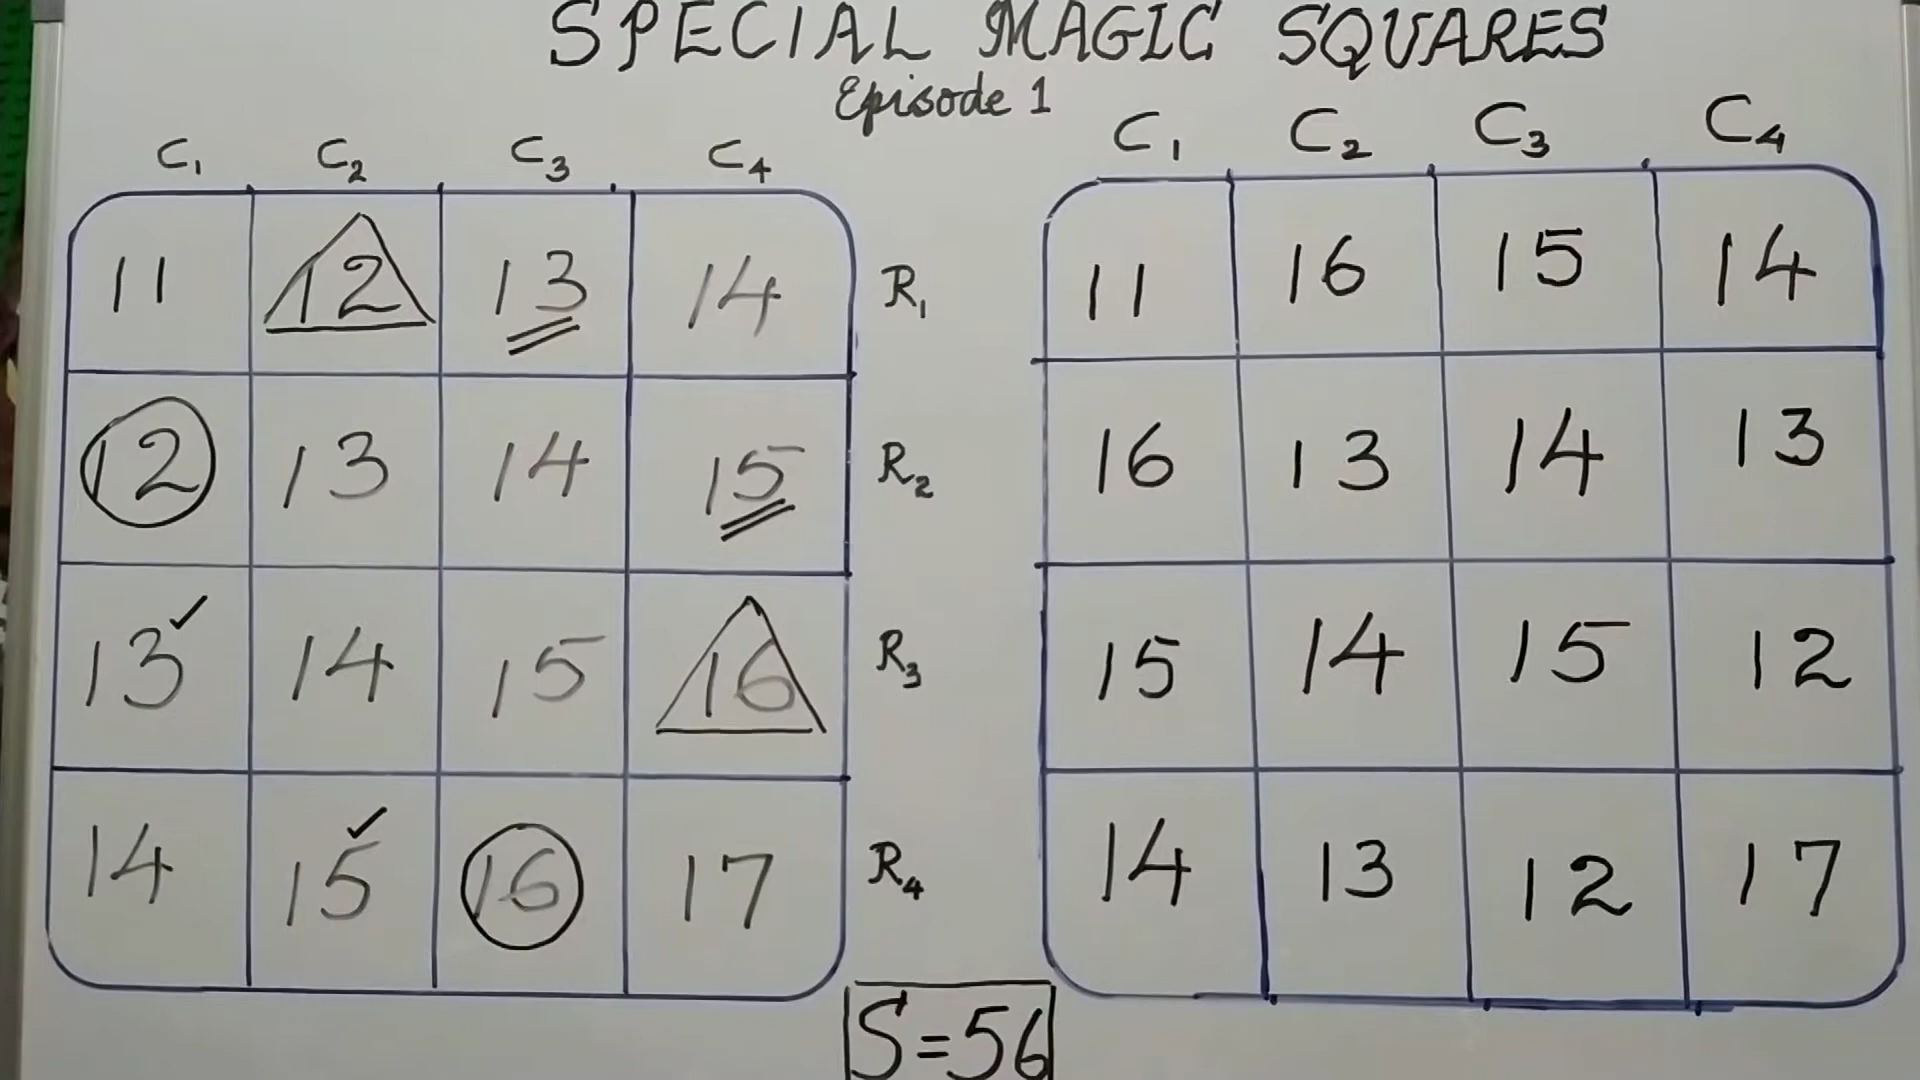 SPECIAL MAGIC SQUARES
Episode 1
C₁ C₂ C₃ C₄
11 12 13 14 R₁
12 13 14 15 R₂
13 14 15 16 R₃
14 15 16 17 R₄
C₁ C₂ C₃ C₄
11 16 15 14
16 13 14 13
15 14 15 12
14 13 12 17
S=56